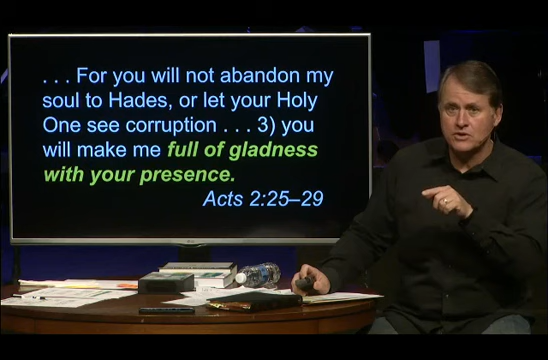 . . . For you will not abandon my
soul to Hades, or let your Holy
One see corruption . . . 3) you
will make me full of gladness
with your presence.
Acts 2:25–29